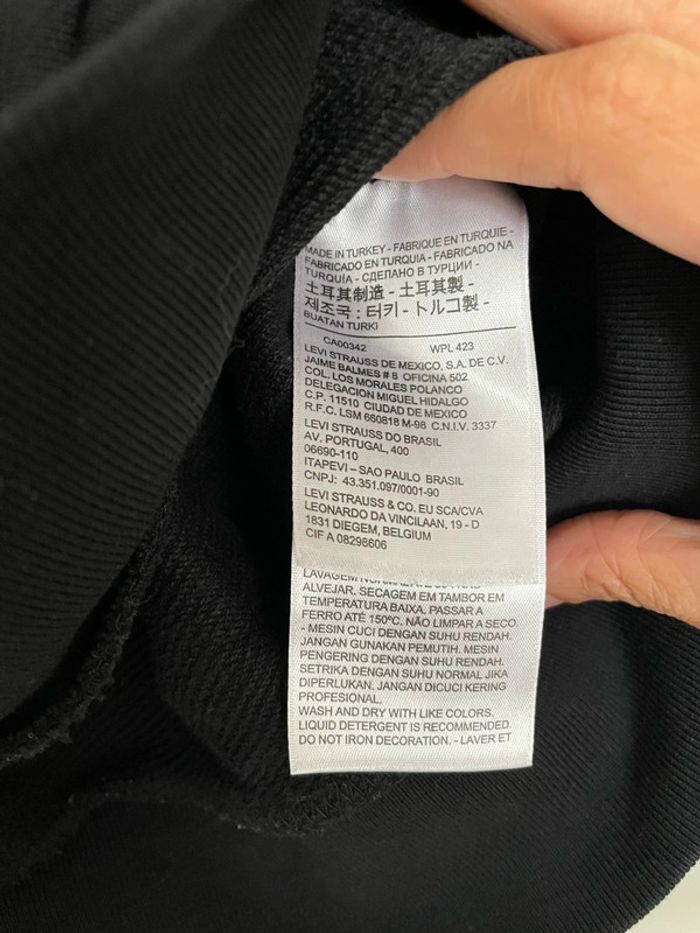 MADE IN TURKEY - FABRIQUE EN TURQUIE -
FABRICADO EN TURQUIA - FABRICADO NA
TURQUÍA - СДЕЛАНО В ТУРЦИИ -
土耳其制造 - 土耳其製 -
제조국 : 터키 - トルコ製 -
BUATAN TURKI
CA00342 WPL 423
LEVI STRAUSS DE MEXICO, S.A. DE C.V.
JAIME BALMES # 8 OFICINA 502
COL. LOS MORALES POLANCO
DELEGACION MIGUEL HIDALGO
C.P. 11510 CIUDAD DE MEXICO
R.F.C. LSM 660818 M-98 C.N.I.V. 3337
LEVI STRAUSS DO BRASIL
AV. PORTUGAL, 400
06690-110
ITAPEVI – SAO PAULO BRASIL
CNPJ: 43.351.097/0001-90
LEVI STRAUSS & CO. EU SCA/CVA
LEONARDO DA VINCILAAN, 19 - D
1831 DIEGEM, BELGIUM
CIF A 08298606
LAVAGEM
ALVEJAR. SECAGEM EM TAMBOR EM
TEMPERATURA BAIXA. PASSAR A
FERRO ATÉ 150ºC. NÃO LIMPAR A SECO.
- MESIN CUCI DENGAN SUHU RENDAH.
JANGAN GUNAKAN PEMUTIH. MESIN
PENGERING DENGAN SUHU RENDAH.
SETRIKA DENGAN SUHU NORMAL JIKA
DIPERLUKAN. JANGAN DICUCI KERING
PROFESIONAL.
WASH AND DRY WITH LIKE COLORS.
LIQUID DETERGENT IS RECOMMENDED.
DO NOT IRON DECORATION. - LAVER ET